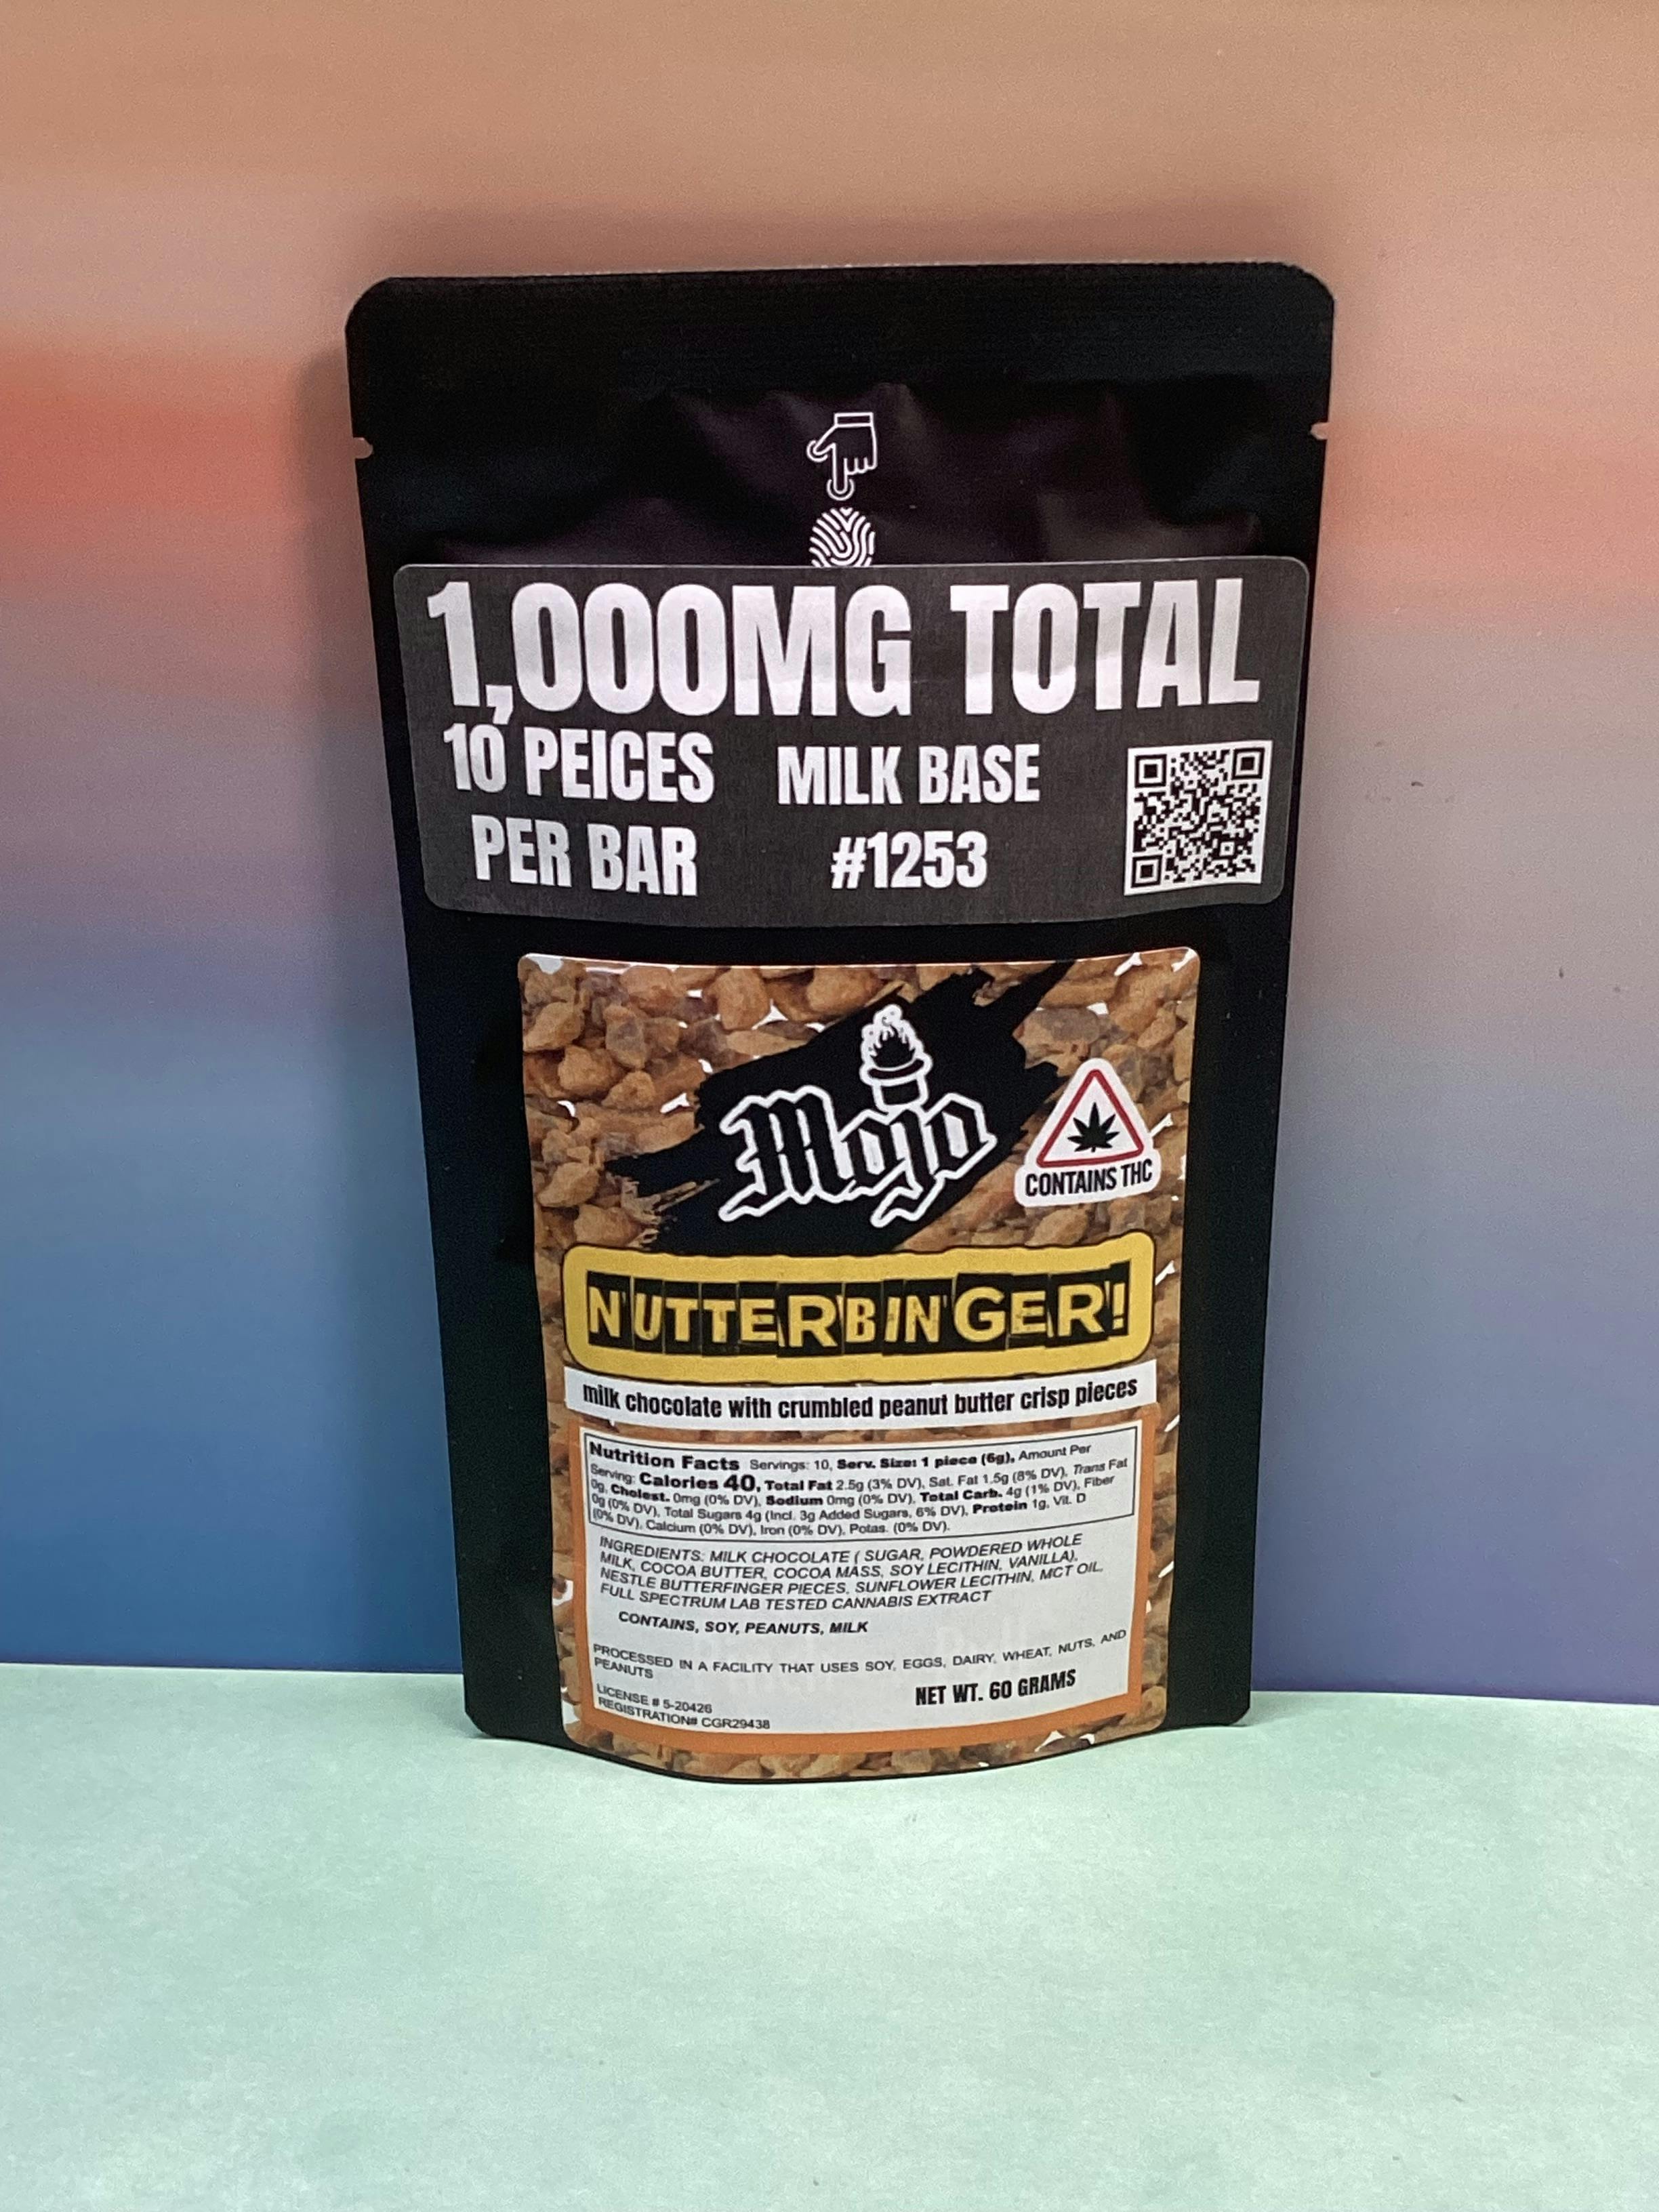 1,000MG TOTAL
10 PEICES
PER BAR
MILK BASE
#1253
Mojo
CONTAINS THC
NUTTERBINGER!
milk chocolate with crumbled peanut butter crisp pieces
Nutrition Facts Servings: 10, Serv. Size: 1 piece (6g), Amount Per
Serving: Calories 40, Total Fat 2.5g (3% DV), Sat. Fat 1.5g (8% DV), Trans Fat
0g, Cholest. 0mg (0% DV), Sodium 0mg (0% DV), Total Carb. 4g (1% DV), Fiber
0g (0% DV), Total Sugars 4g (Incl. 3g Added Sugars, 6% DV), Protein 1g, Vit. D
(0% DV), Calcium (0% DV), Iron (0% DV), Potas. (0% DV).
INGREDIENTS: MILK CHOCOLATE ( SUGAR, POWDERED WHOLE
MILK, COCOA BUTTER, COCOA MASS, SOY LECITHIN, VANILLA),
NESTLE BUTTERFINGER PIECES, SUNFLOWER LECITHIN, MCT OIL,
FULL SPECTRUM LAB TESTED CANNABIS EXTRACT
CONTAINS, SOY, PEANUTS, MILK
PROCESSED IN A FACILITY THAT USES SOY, EGGS, DAIRY, WHEAT, NUTS, AND
PEANUTS
LICENSE # 5-20426
REGISTRATION# CGR29438
NET WT. 60 GRAMS